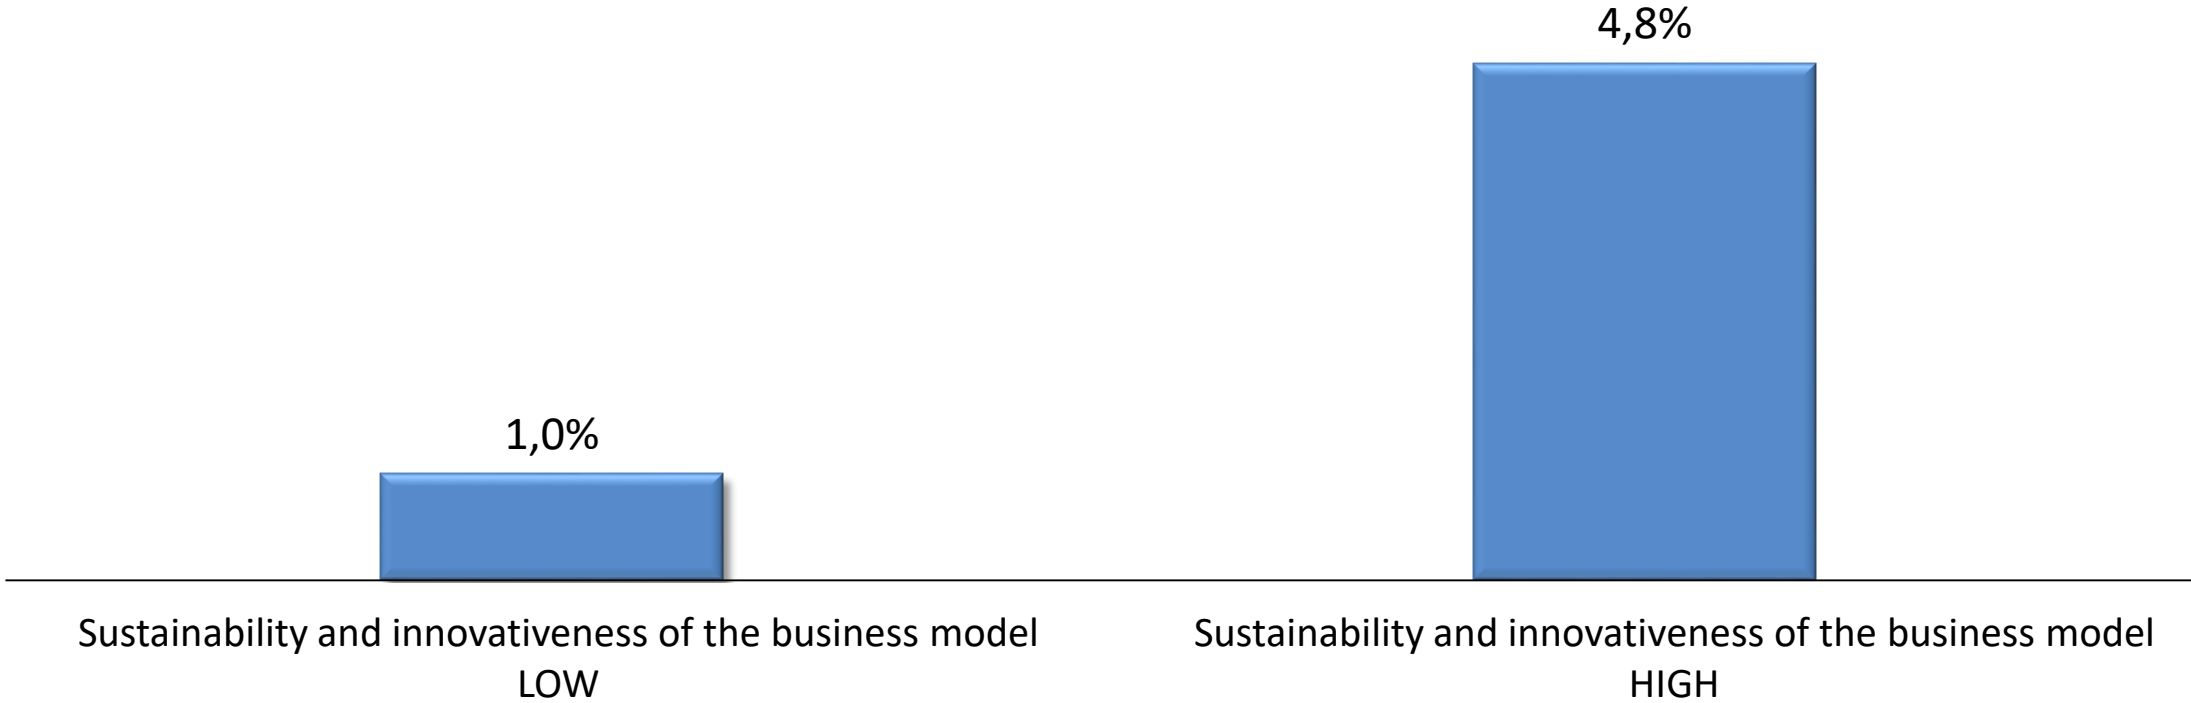 4,8%
1,0%
Sustainability and innovativeness of the business model
LOW
Sustainability and innovativeness of the business model
HIGH